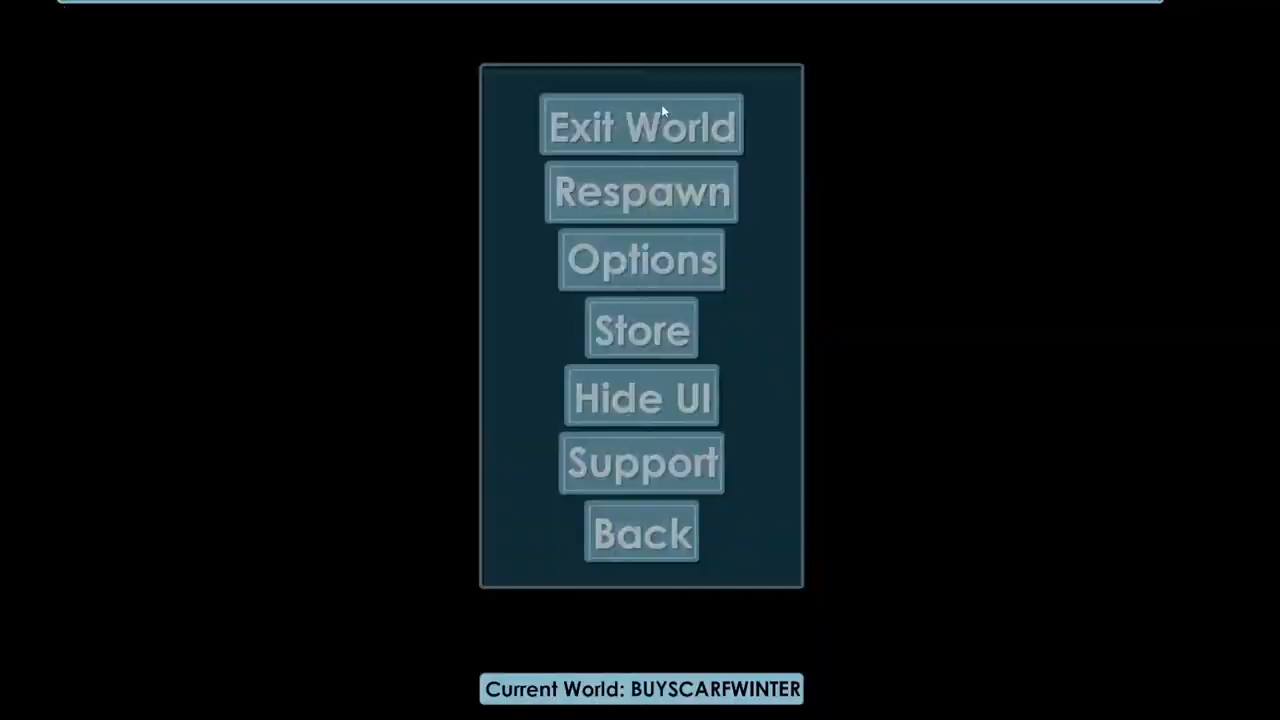 Exit World
Respawn
Options
Store
Hide UI
Support
Back
Current World: BUYSCARFWINTER